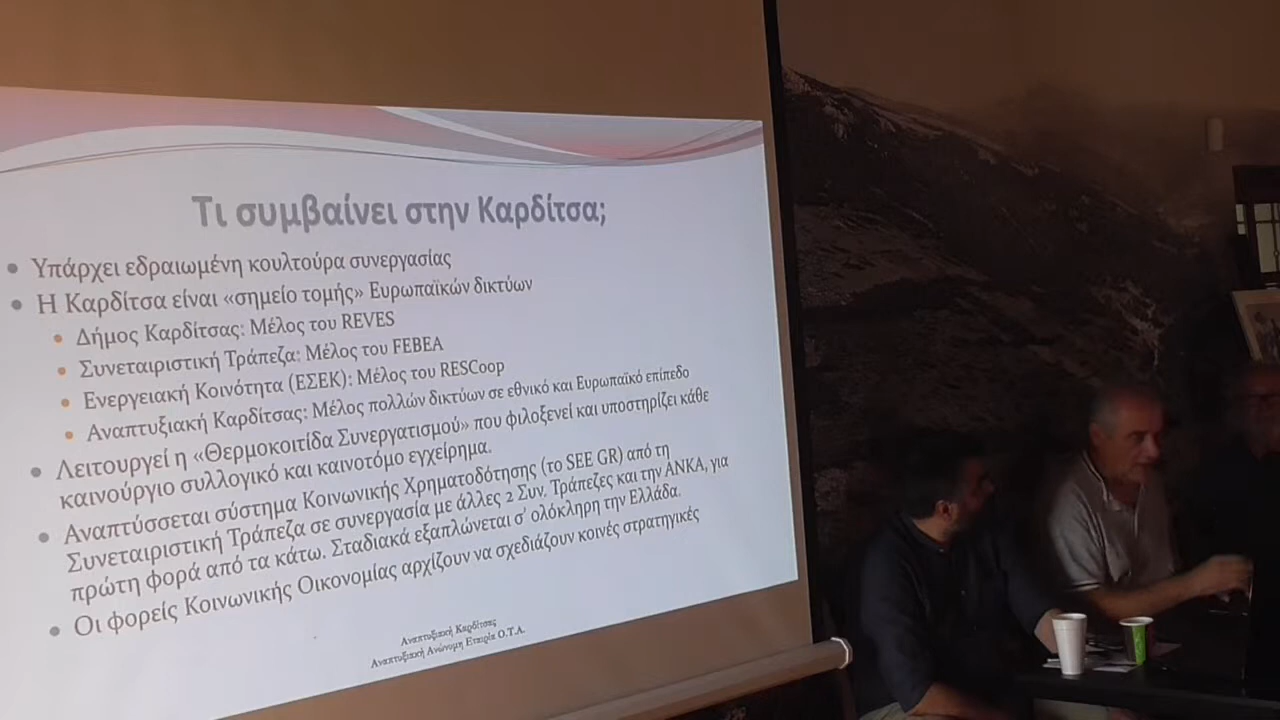 Τι συμβαίνει στην Καρδίτσα;
• Υπάρχει εδραιωμένη κουλτούρα συνεργασίας
• Η Καρδίτσα είναι «σημείο τομής» Ευρωπαϊκών δικτύων
• Δήμος Καρδίτσας: Μέλος του REVES
• Συνεταιριστική Τράπεζα: Μέλος του FEBEA
• Ενεργειακή Κοινότητα (ΕΣΕΚ): Μέλος του RESCoop
• Αναπτυξιακή Καρδίτσας: Μέλος πολλών δικτύων σε εθνικό και Ευρωπαϊκό επίπεδο
• Λειτουργεί η «Θερμοκοιτίδα Συνεργατισμού» που φιλοξενεί και υποστηρίζει κάθε
καινούργιο συλλογικό και καινοτόμο εγχείρημα.
• Αναπτύσσεται σύστημα Κοινωνικής Χρηματοδότησης (το SEE GR) από τη
Συνεταιριστική Τράπεζα σε συνεργασία με άλλες 2 Συν. Τράπεζες και την ΑΝΚΑ, για
πρώτη φορά από τα κάτω. Σταδιακά εξαπλώνεται σ' ολόκληρη την Ελλάδα.
• Οι φορείς Κοινωνικής Οικονομίας αρχίζουν να σχεδιάζουν κοινές στρατηγικές
Αναπτυξιακή Καρδίτσας
Αναπτυξιακή Ανώνυμη Εταιρία Ο.Τ.Α.